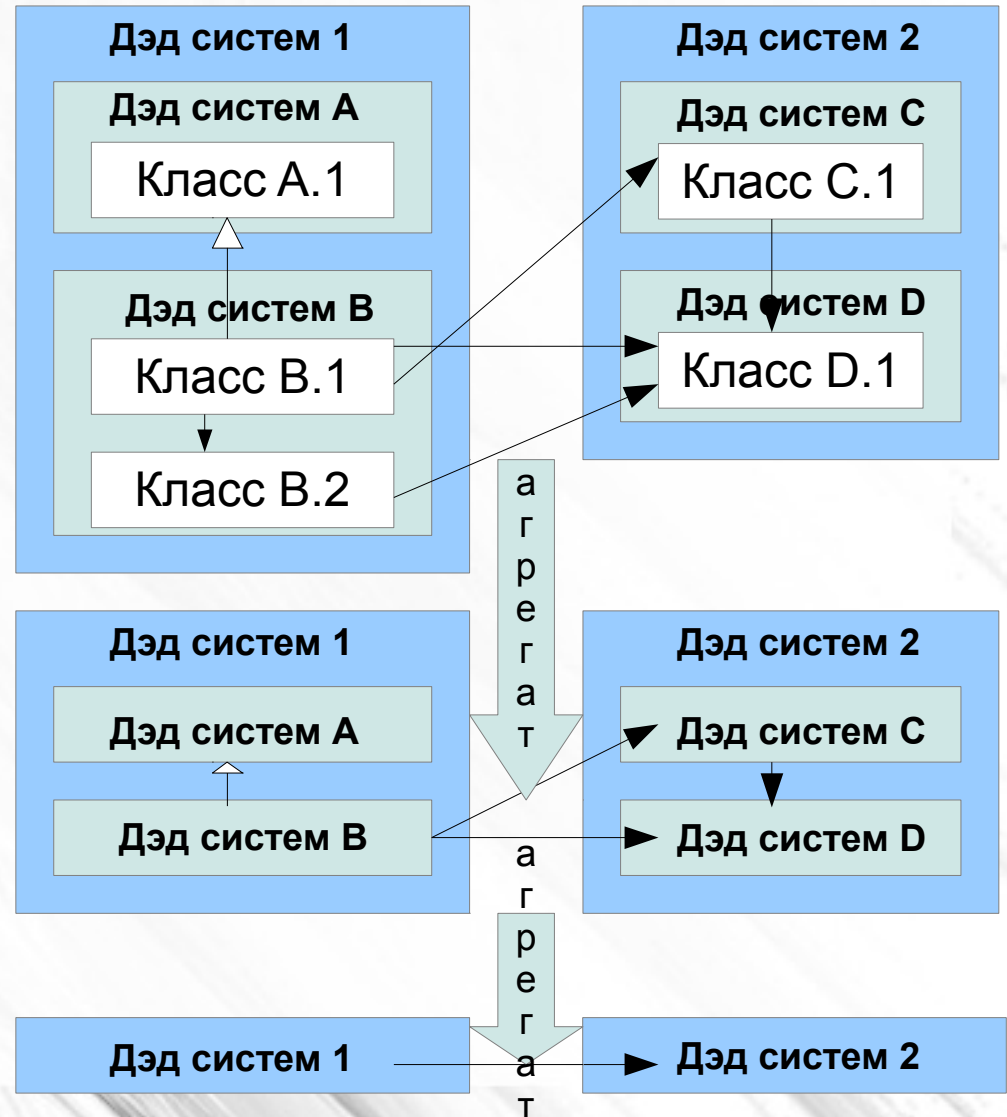 Дэд систем 1
Дэд систем A
Класс A.1
Дэд систем B
Класс B.1
Класс B.2
Дэд систем 2
Дэд систем C
Класс C.1
Дэд систем D
Класс D.1
агрегат
Дэд систем 1
Дэд систем A
Дэд систем B
Дэд систем 2
Дэд систем C
Дэд систем D
агрегат
Дэд систем 1
Дэд систем 2